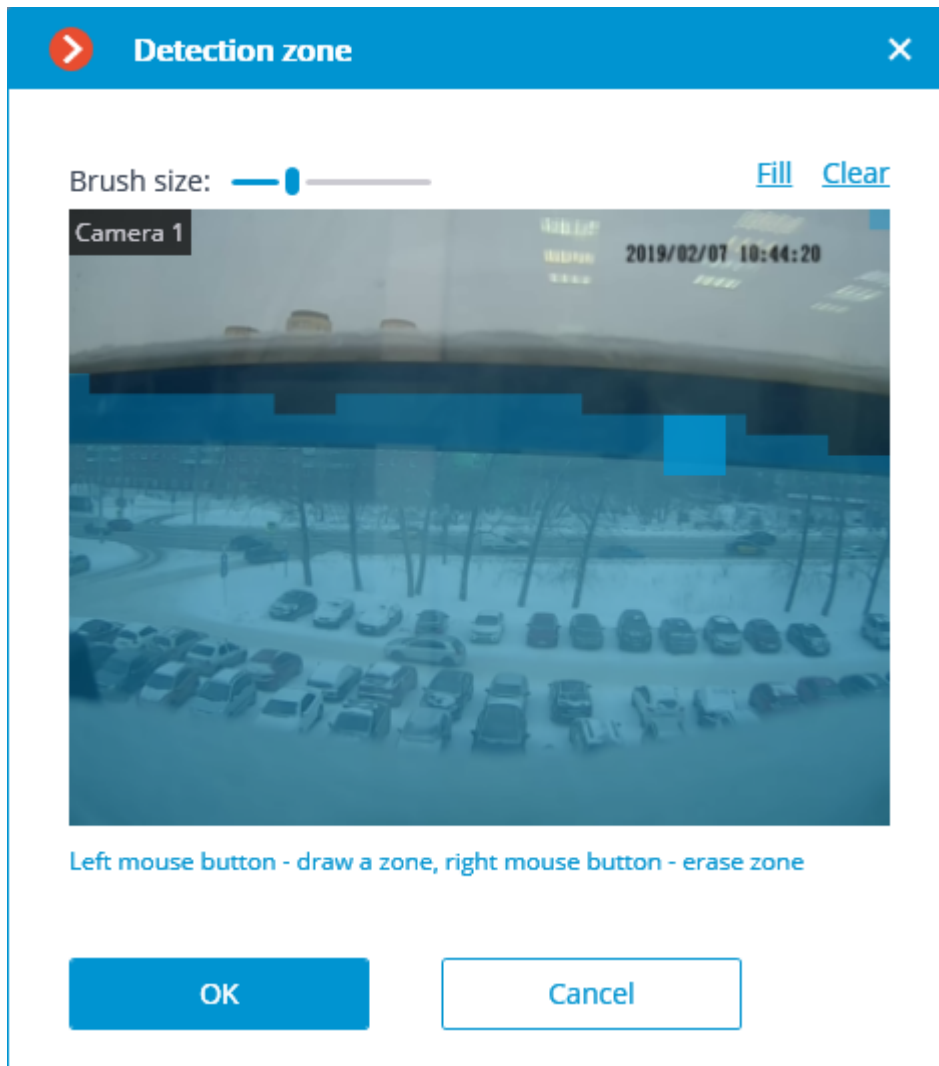 Detection zone
Brush size:
Fill Clear
Camera 1
2019/02/07 10:44:20
Left mouse button - draw a zone, right mouse button - erase zone
OK
Cancel